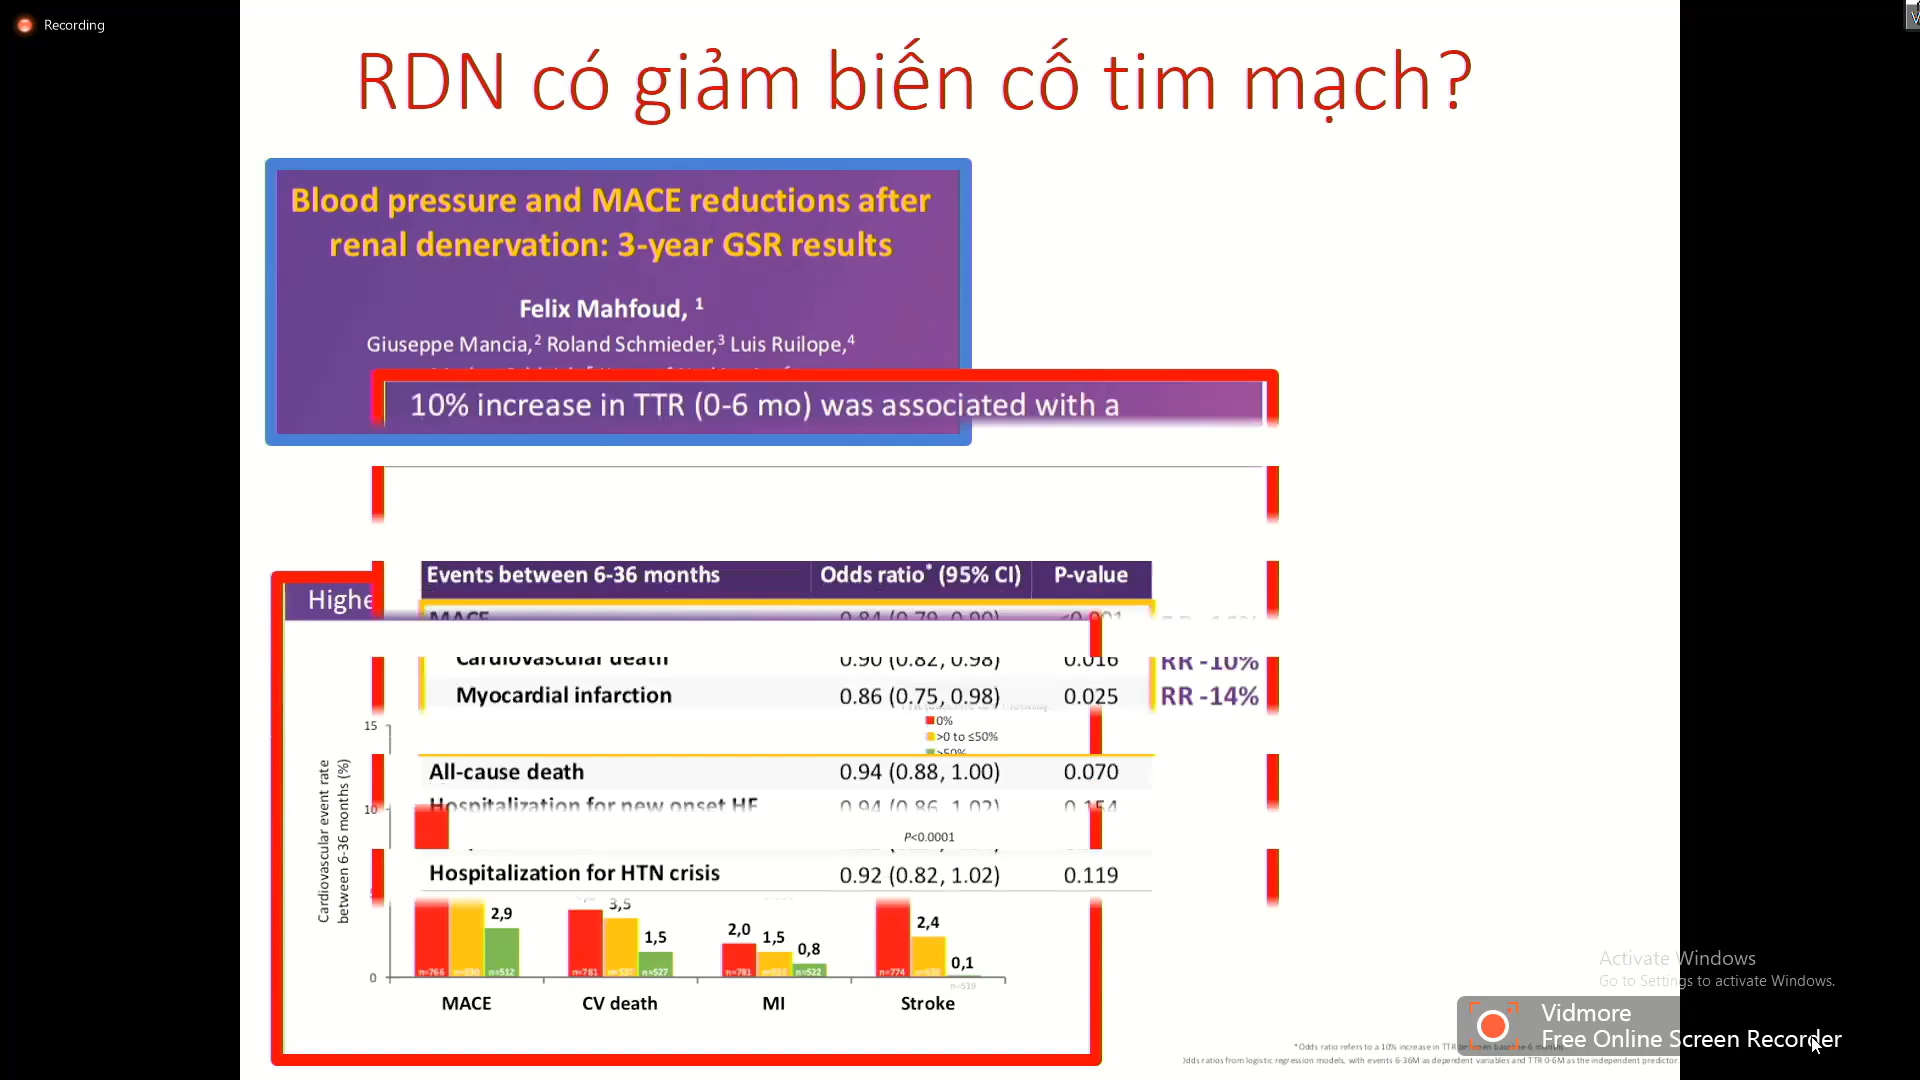 Recording
RDN có giảm biến cố tim mạch?
Blood pressure and MACE reductions after
renal denervation: 3-year GSR results
Felix Mahfoud, 1
Giuseppe Mancia,2 Roland Schmieder,3 Luis Ruilope,4
10% increase in TTR (0-6 mo) was associated with a
Events between 6-36 months Odds ratio* (95% CI) P-value
Highe
MACE 0.84 (0.79, 0.90) <0.001
Cardiovascular death 0.90 (0.82, 0.98) 0.016 RR -10%
Myocardial infarction 0.86 (0.75, 0.98) 0.025 RR -14%
0%
>0 to ≤50%
>50%
All-cause death 0.94 (0.88, 1.00) 0.070
Hospitalization for new onset HF 0.94 (0.86, 1.02) 0.154
P<0.0001
Hospitalization for HTN crisis 0.92 (0.82, 1.02) 0.119
Cardiovascular event rate
between 6-36 months (%)
15
10
0
2,9
3,5
1,5
2,0
1,5
0,8
2,4
0,1
n=766 n=512
n=781 n=527
n=781 n=522
n=774
n=519
MACE CV death MI Stroke
Activate Windows
Go to Settings to activate Windows.
Vidmore
Free Online Screen Recorder
*Odds ratio refers to a 10% increase in TTR
Odds ratios from logistic regression models, with events 6-36M as dependent variables and TTR 0-6M as the independent predictor.